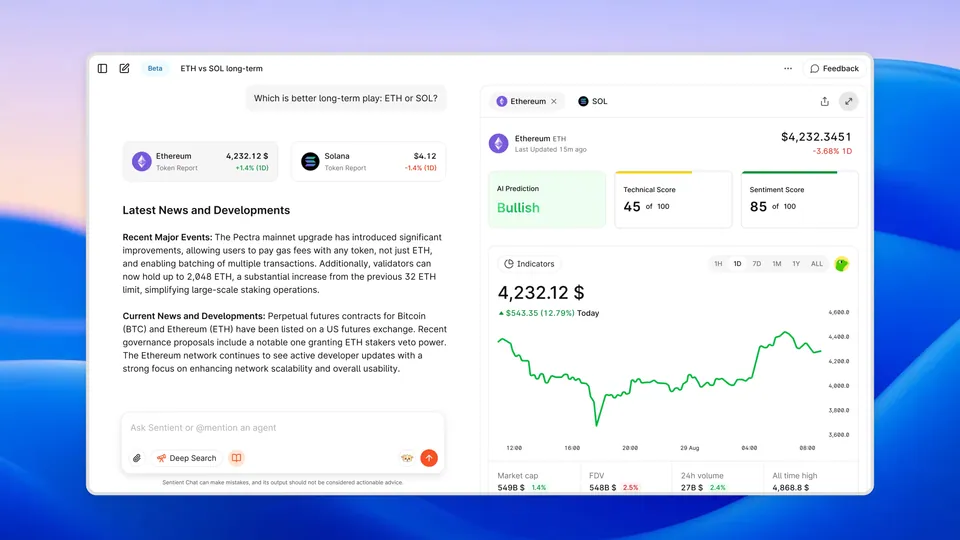 Beta
ETH vs SOL long-term
Feedback
Which is better long-term play: ETH or SOL?
Ethereum
4,232.12 $
Token Report
+1.4% (1D)
Solana
$4.12
Token Report
-1.4% (1D)
Latest News and Developments
Recent Major Events: The Pectra mainnet upgrade has introduced significant
improvements, allowing users to pay gas fees with any token, not just ETH,
and enabling batching of multiple transactions. Additionally, validators can
now hold up to 2,048 ETH, a substantial increase from the previous 32 ETH
limit, simplifying large-scale staking operations.
Current News and Developments: Perpetual futures contracts for Bitcoin
(BTC) and Ethereum (ETH) have been listed on a US futures exchange. Recent
governance proposals include a notable one granting ETH stakers veto power.
The Ethereum network continues to see active developer updates with a
strong focus on enhancing network scalability and overall usability.
Ask Sentient or @mention an agent
Deep Search
Sentient Chat can make mistakes, and its output should not be considered actionable advice.
Ethereum
SOL
Ethereum ETH
Last Updated 15m ago
$4,232.3451
-3.68% 1D
AI Prediction
Bullish
Technical Score
45 of 100
Sentiment Score
85 of 100
Indicators
1H 1D 7D 1M 1Y ALL
4,232.12 $
$543.35 (12.79%) Today
4,600.0
4,400.0
4,200.0
4,000.0
3,800.0
3,600.0
12:00 16:00 20:00 29 Aug 04:00 08:00
Market cap
549B $ 1.4%
FDV
548B $ 2.5%
24h volume
27B $ 2.4%
All time high
4,868.8 $